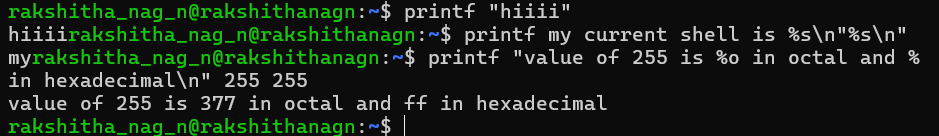 rakshitha_nag_n@rakshithanagn:~$ printf "hiiii"
hiiiirakshitha_nag_n@rakshithanagn:~$ printf my current shell is %s\n"%s\n"
myrakshitha_nag_n@rakshithanagn:~$ printf "value of 255 is %o in octal and %
in hexadecimal\n" 255 255
value of 255 is 377 in octal and ff in hexadecimal
rakshitha_nag_n@rakshithanagn:~$